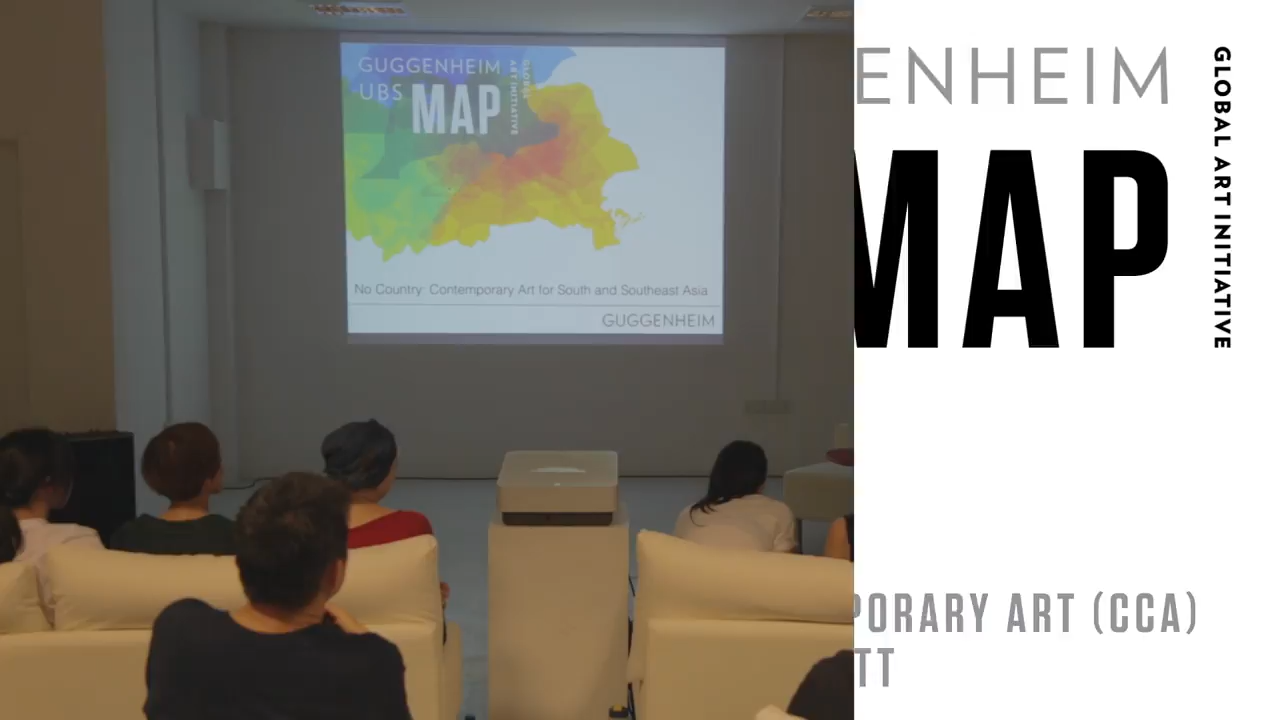 GUGGENHEIM
UBS MAP
GLOBAL
ART INITIATIVE
No Country: Contemporary Art for South and Southeast Asia
GUGGENHEIM
ENHEIM
MAP
GLOBAL ART INITIATIVE
PORARY ART (CCA)
TT